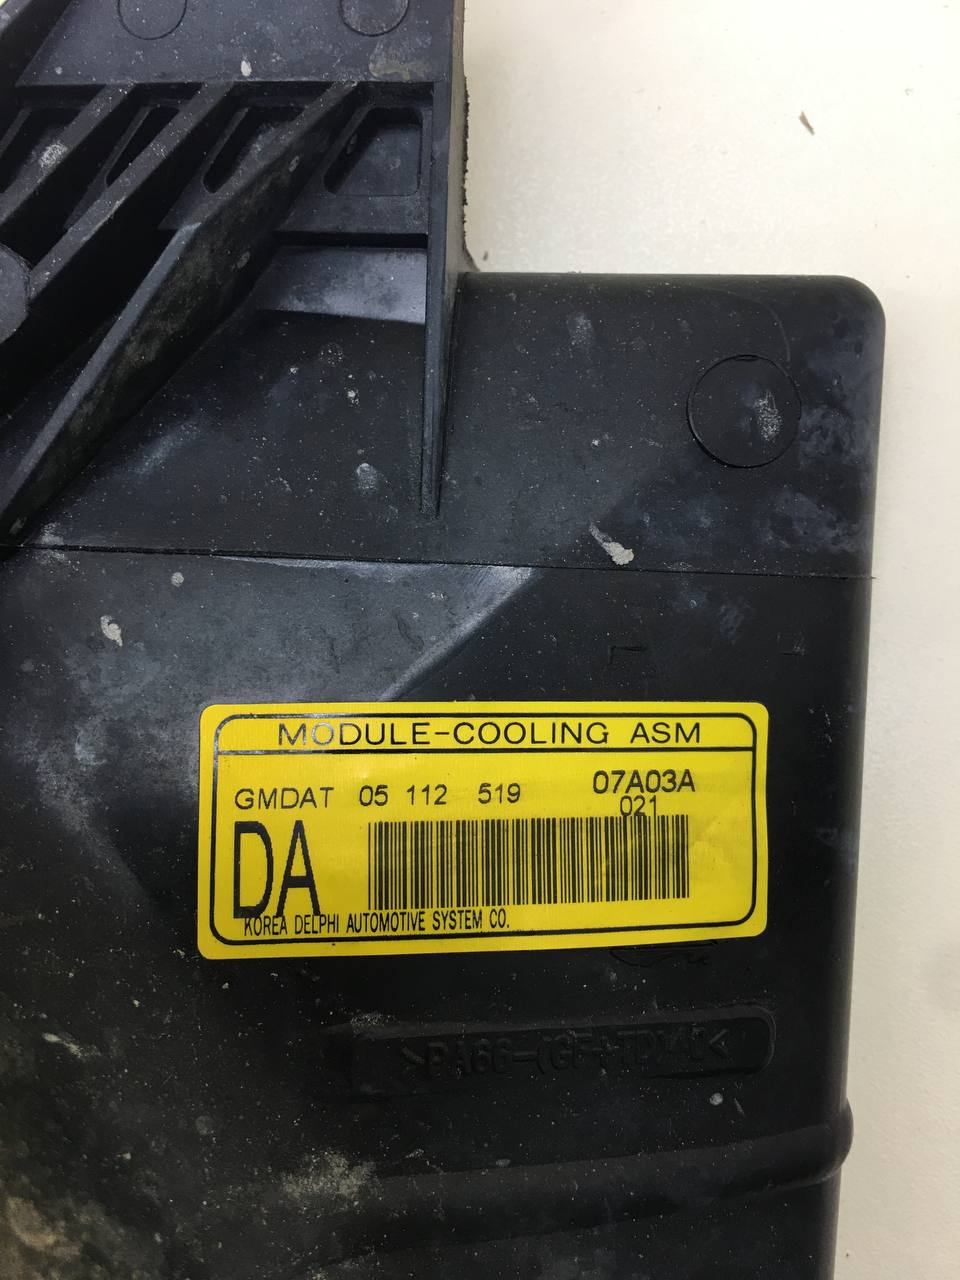 MODULE-COOLING ASM
GMDAT 05 112 519 07A03A
021
DA
KOREA DELPHI AUTOMOTIVE SYSTEM CO.